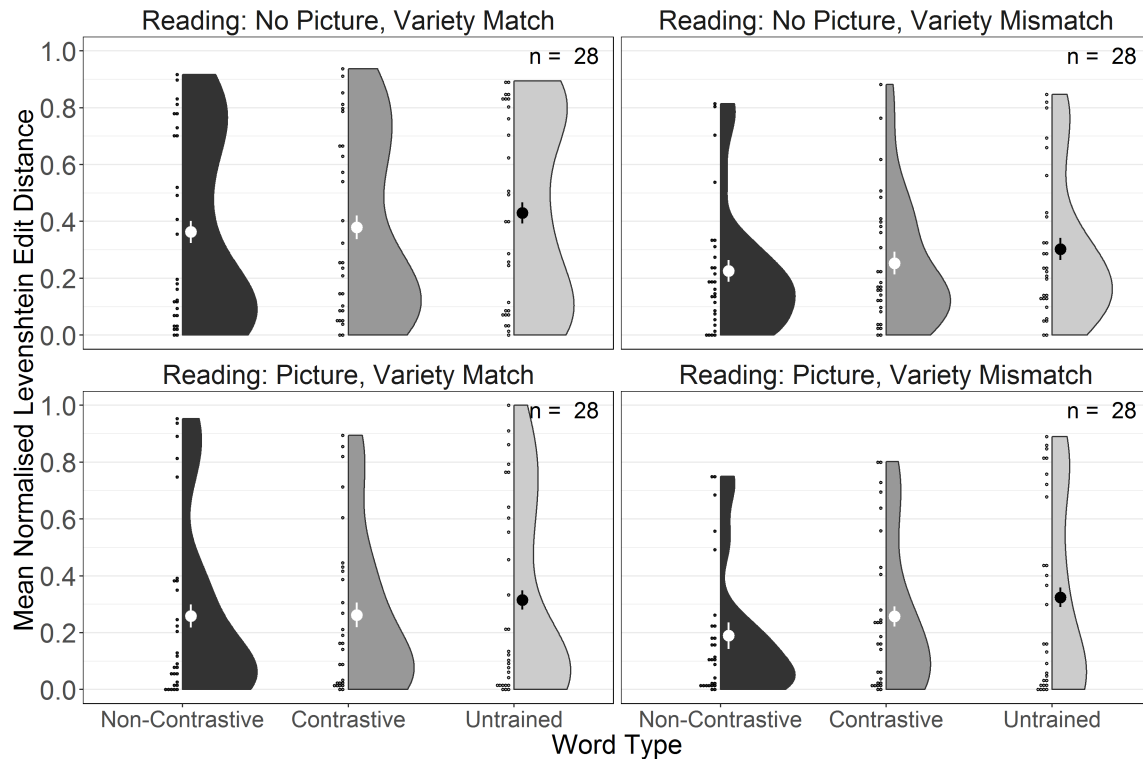 Reading: No Picture, Variety Match
Reading: No Picture, Variety Mismatch
n = 28
n = 28
1.0
0.8
0.6
0.4
0.2
0.0
Reading: Picture, Variety Match
Reading: Picture, Variety Mismatch
n = 28
n = 28
1.0
0.8
0.6
0.4
0.2
0.0
Mean Normalised Levenshtein Edit Distance
Non-Contrastive
Contrastive
Untrained
Non-Contrastive
Contrastive
Untrained
Word Type